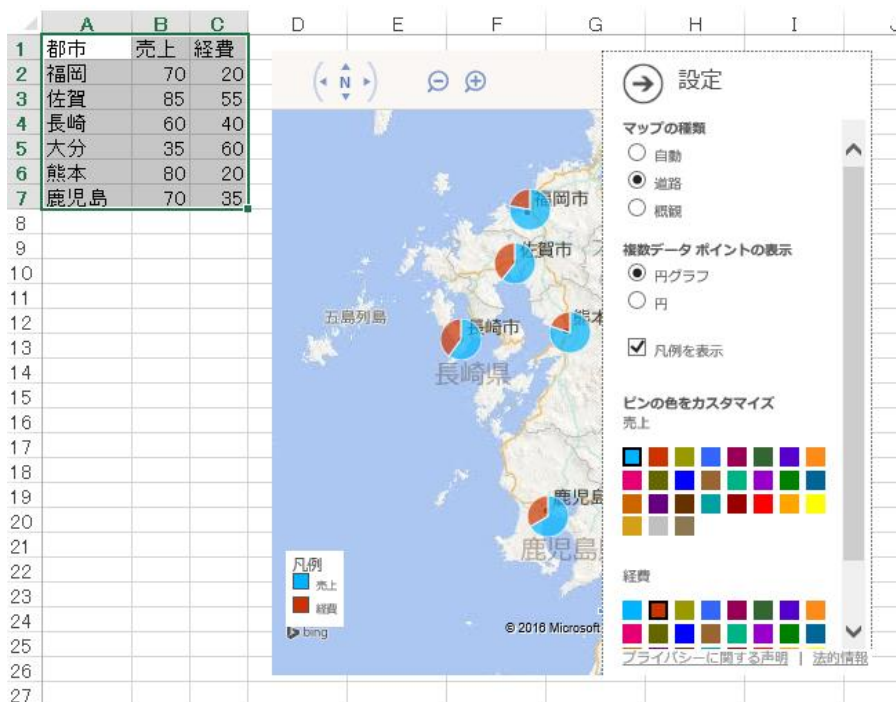 A B C D E F G H I J
1 都市 売上 経費
2 福岡 70 20
3 佐賀 85 55
4 長崎 60 40
5 大分 35 60
6 熊本 80 20
7 鹿児島 70 35
8
9
10
11
12
13
14
15
16
17
18
19
20
21
22
23
24
25
26
27
N
福岡市
佐賀市
五島列島
長崎市
熊本
長崎県
鹿児島
鹿児島
凡例
売上
経費
bing
© 2016 Microsoft
設定
マップの種類
自動
道路
概観
複数データ ポイントの表示
円グラフ
円
凡例を表示
ピンの色をカスタマイズ
売上
経費
プライバシーに関する声明 | 法的情報